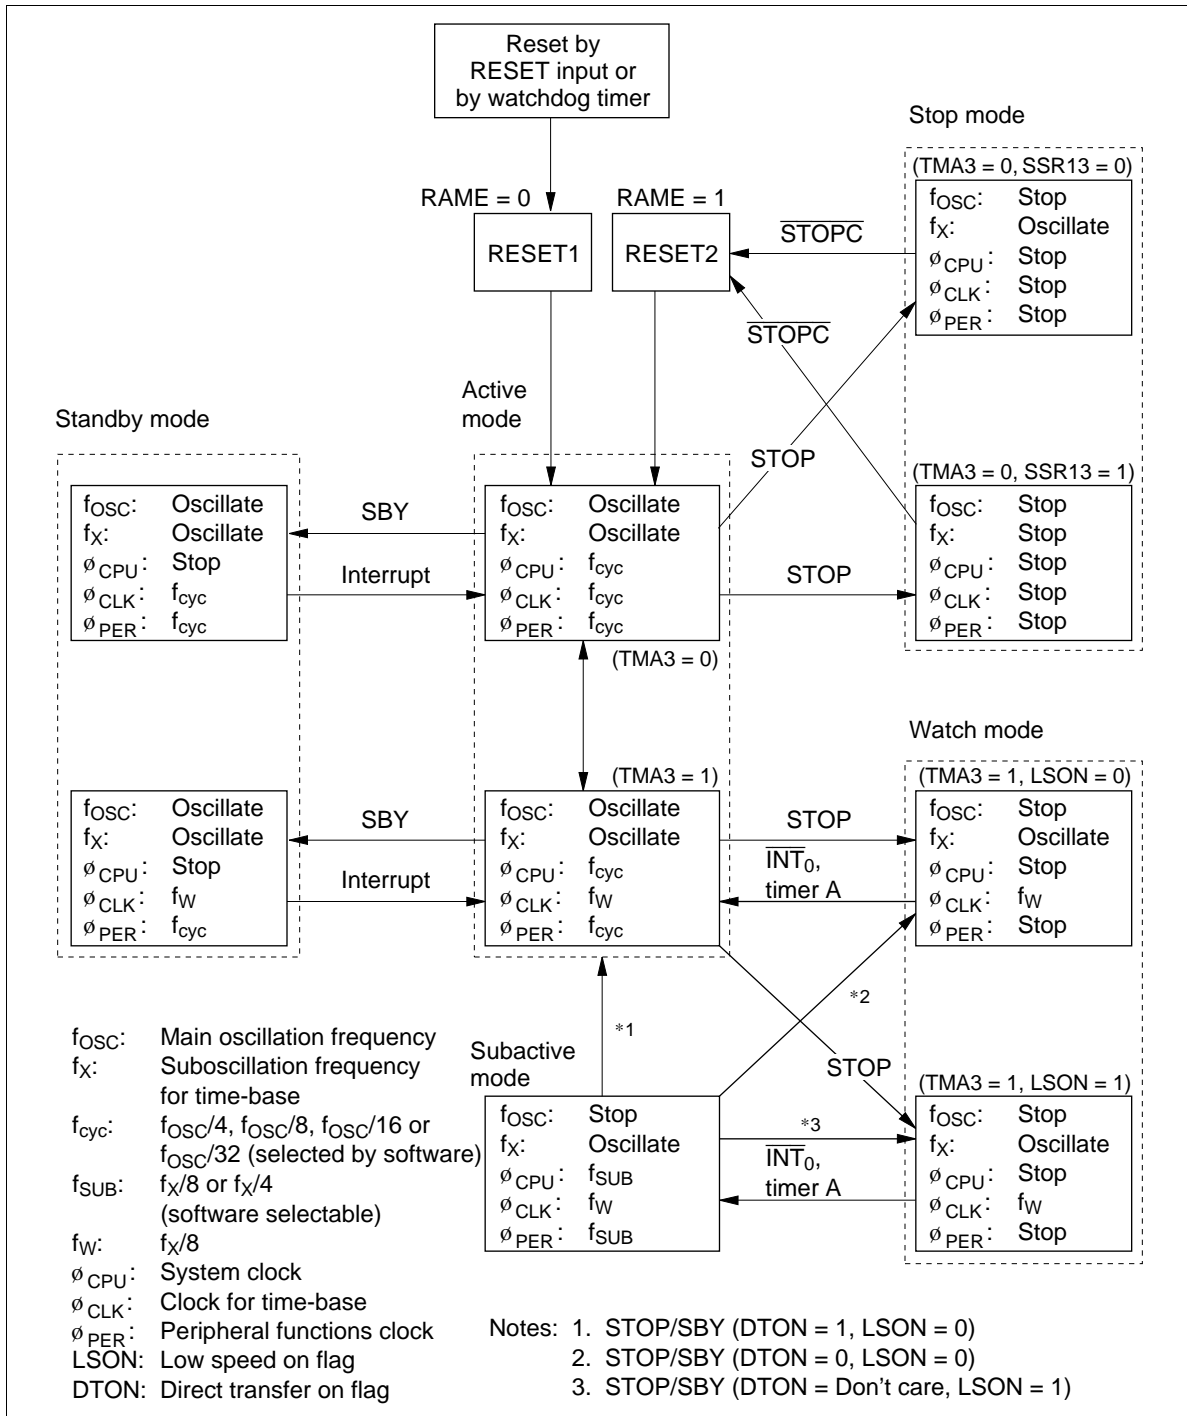 Reset by
RESET input or
by watchdog timer
Stop mode
RAME = 0
RAME = 1
(TMA3 = 0, SSR13 = 0)
RESET1
RESET2
STOPC
fOSC: Stop
fX: Oscillate
øCPU: Stop
øCLK: Stop
øPER: Stop
STOPC
Standby mode
Active
mode
STOP
(TMA3 = 0, SSR13 = 1)
fOSC: Oscillate
fX: Oscillate
øCPU: Stop
øCLK: fcyc
øPER: fcyc
SBY
Interrupt
fOSC: Oscillate
fX: Oscillate
øCPU: fcyc
øCLK: fcyc
øPER: fcyc
(TMA3 = 0)
STOP
fOSC: Stop
fX: Stop
øCPU: Stop
øCLK: Stop
øPER: Stop
Watch mode
(TMA3 = 1)
(TMA3 = 1, LSON = 0)
fOSC: Oscillate
fX: Oscillate
øCPU: Stop
øCLK: fW
øPER: fcyc
SBY
Interrupt
fOSC: Oscillate
fX: Oscillate
øCPU: fcyc
øCLK: fW
øPER: fcyc
STOP
INT0,
timer A
fOSC: Stop
fX: Oscillate
øCPU: Stop
øCLK: fW
øPER: Stop
*1
*2
STOP
Subactive
mode
(TMA3 = 1, LSON = 1)
fOSC: Stop
fX: Oscillate
øCPU: fSUB
øCLK: fW
øPER: fSUB
*3
INT0,
timer A
fOSC: Stop
fX: Oscillate
øCPU: Stop
øCLK: fW
øPER: Stop
fOSC: Main oscillation frequency
fX: Suboscillation frequency
for time-base
fcyc: fOSC/4, fOSC/8, fOSC/16 or
fOSC/32 (selected by software)
fSUB: fX/8 or fX/4
(software selectable)
fW: fX/8
øCPU: System clock
øCLK: Clock for time-base
øPER: Peripheral functions clock
LSON: Low speed on flag
DTON: Direct transfer on flag
Notes: 1. STOP/SBY (DTON = 1, LSON = 0)
2. STOP/SBY (DTON = 0, LSON = 0)
3. STOP/SBY (DTON = Don't care, LSON = 1)